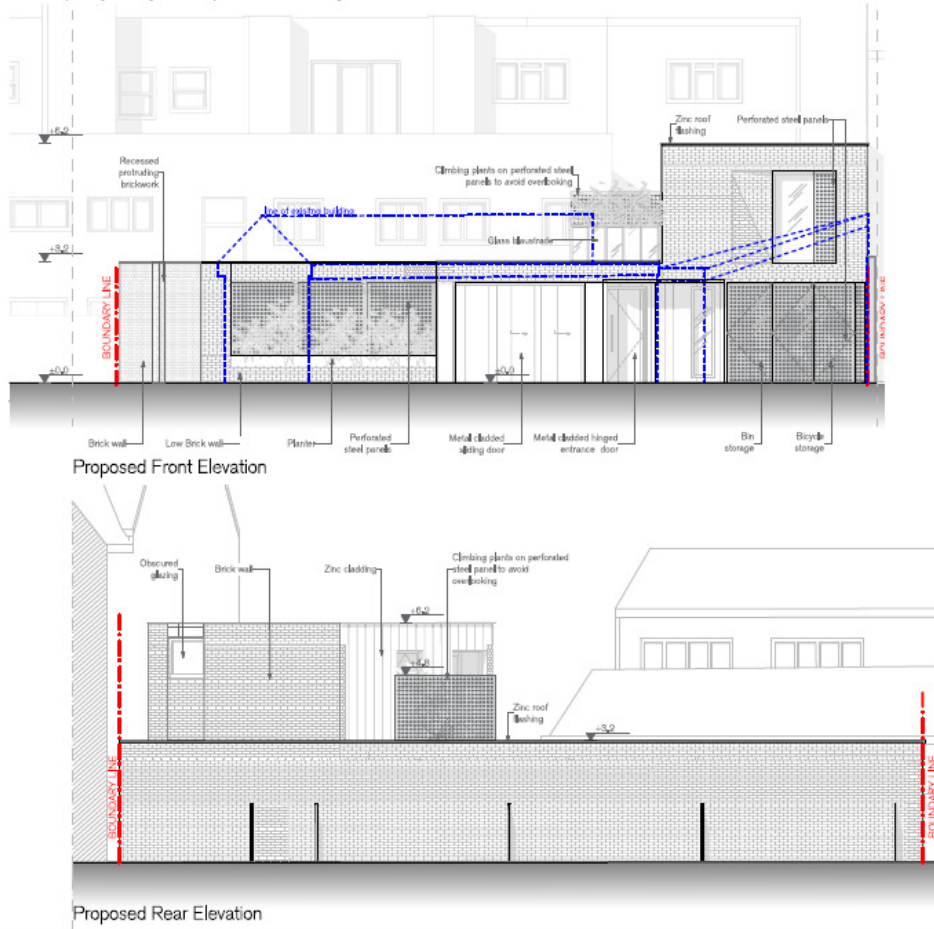 +6.2
Zinc roof
flashing
Perforated steel panels
Recessed
protruding
brickwork
Climbing plants on perforated steel
panels to avoid overlooking
line of existing building
Glass blaustrade
+3.2
BOUNDARY LINE
BOUNDARY LINE
±0.0
±0.0
Brick wall
Low Brick wall
Planter
Perforated
steel panels
Metal cladded
sliding door
Metal cladded hinged
entrance door
Bin
storage
Bicycle
storage
Proposed Front Elevation
Obscured
glazing
Brick wall
Zinc cladding
Climbing plants on perforated
steel panel to avoid
overlooking
+6.2
+4.8
Zinc roof
flashing
+3.2
BOUNDARY LINE
BOUNDARY LINE
Proposed Rear Elevation